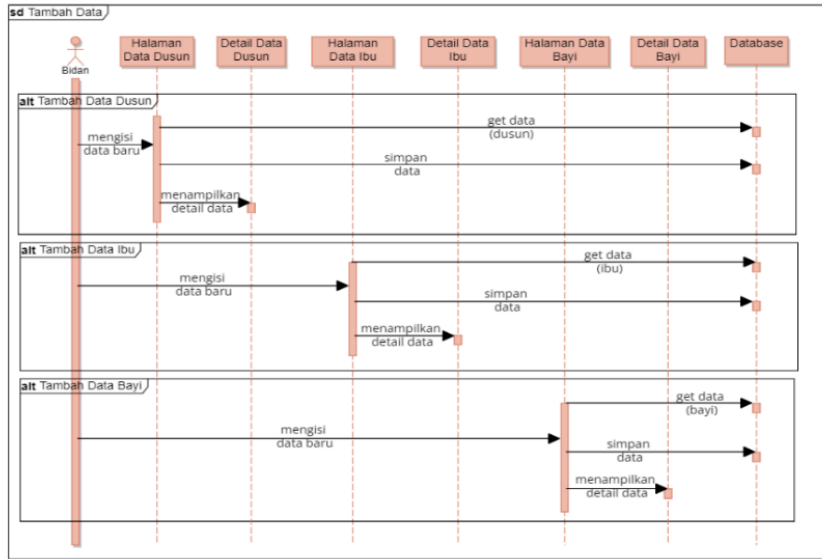 sd Tambah Data
Bidan
Halaman
Data Dusun
Detail Data
Dusun
Halaman
Data Ibu
Detail Data
Ibu
Halaman Data
Bayi
Detail Data
Bayi
Database
alt Tambah Data Dusun
get data
(dusun)
mengisi
data baru
simpan
data
menampilkan
detail data
alt Tambah Data Ibu
get data
(ibu)
mengisi
data baru
simpan
data
menampilkan
detail data
alt Tambah Data Bayi
get data
(bayi)
mengisi
data baru
simpan
data
menampilkan
detail data